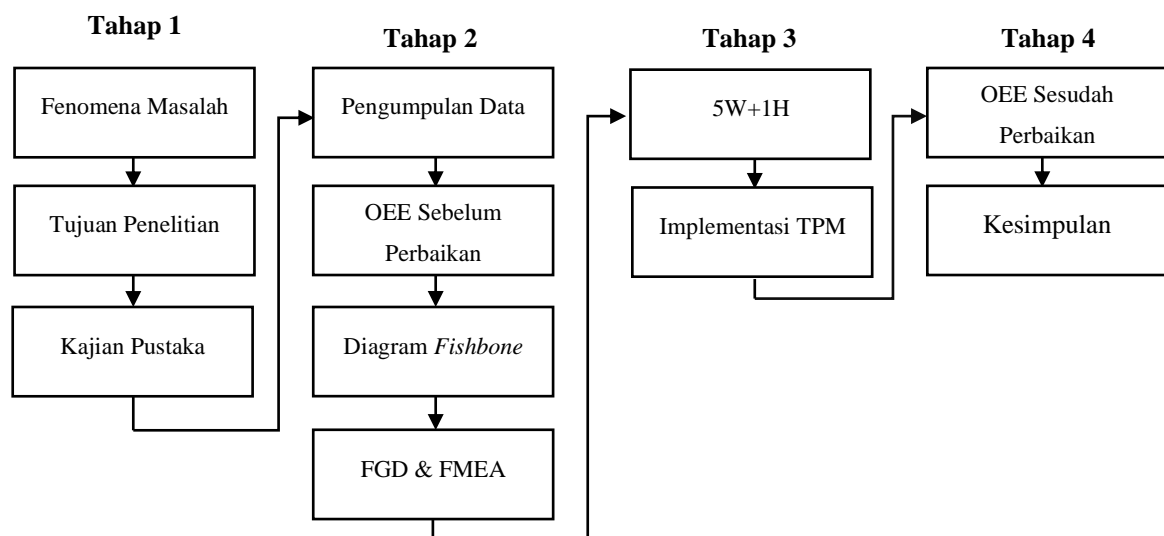 Tahap 1
Fenomena Masalah
Tujuan Penelitian
Kajian Pustaka
Tahap 2
Pengumpulan Data
OEE Sebelum
Perbaikan
Diagram Fishbone
FGD & FMEA
Tahap 3
5W+1H
Implementasi TPM
Tahap 4
OEE Sesudah
Perbaikan
Kesimpulan